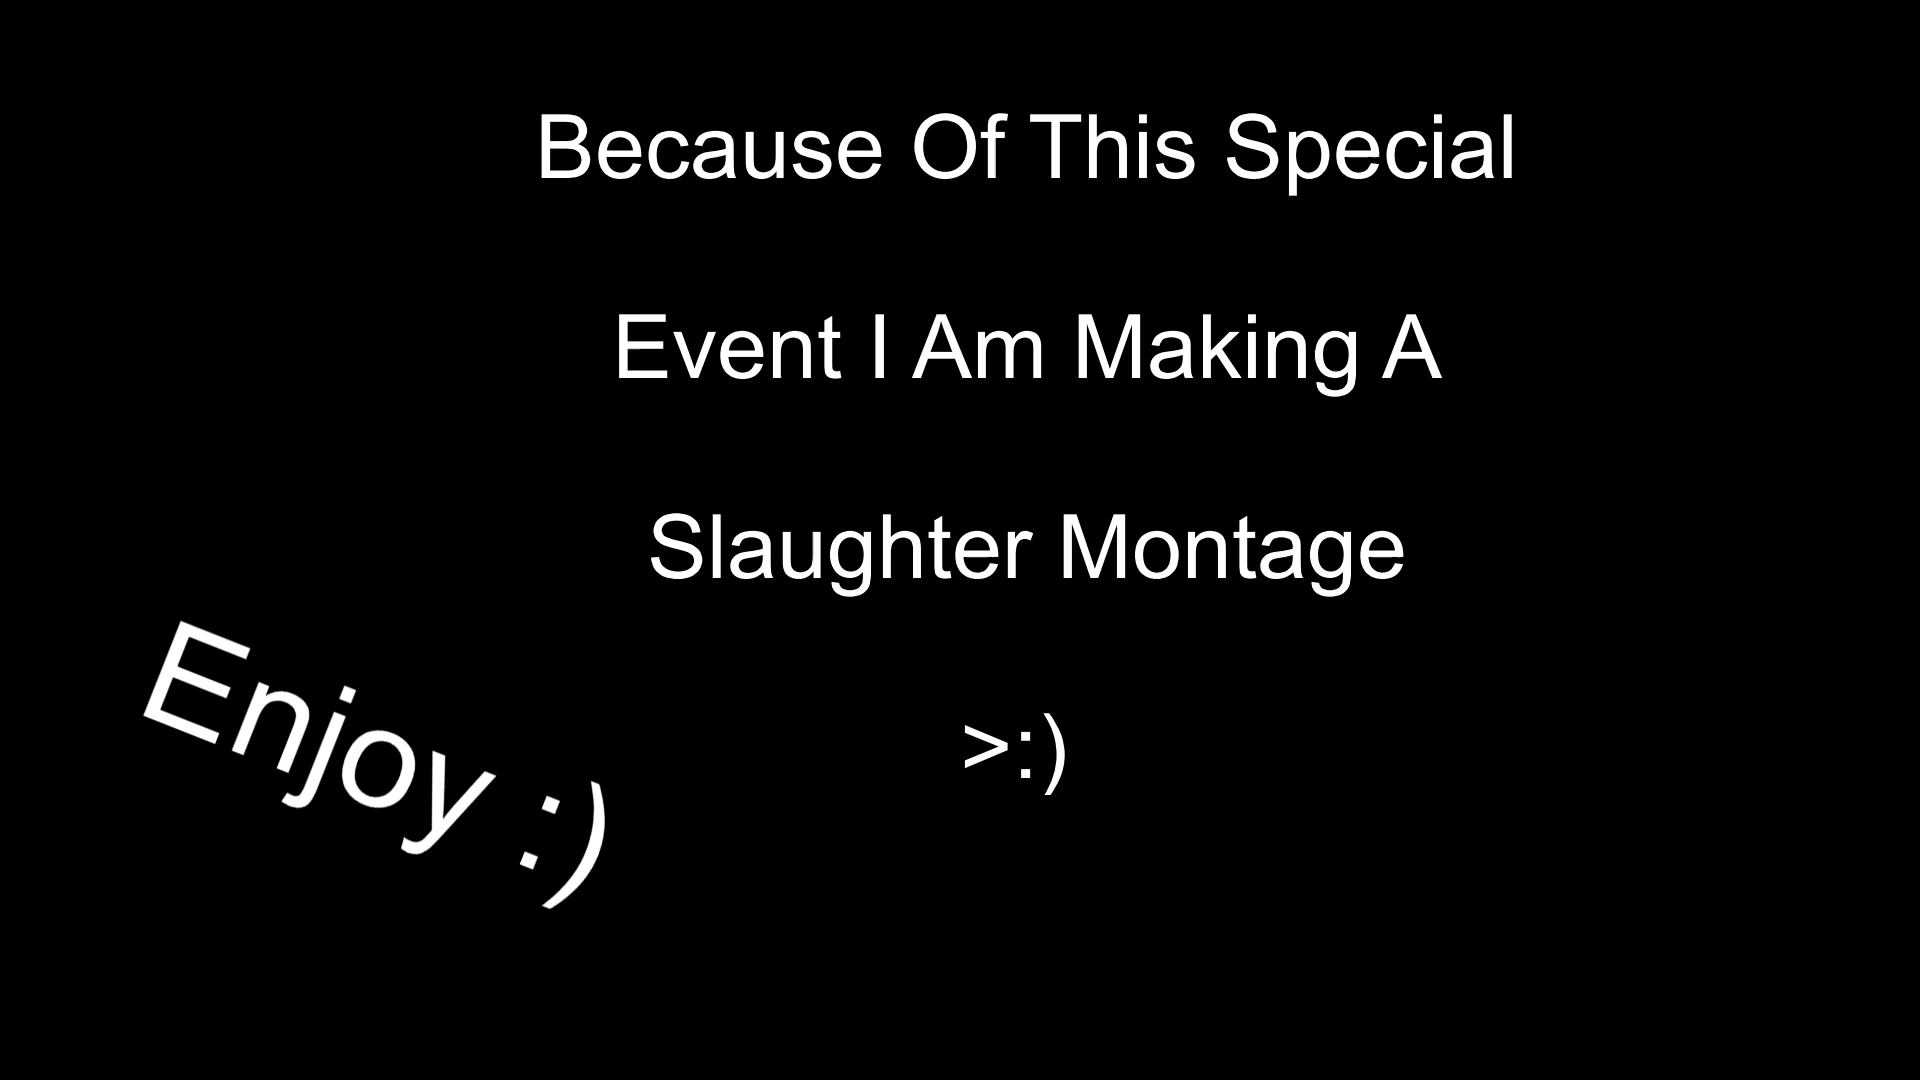 Because Of This Special
Event I Am Making A
Slaughter Montage
>:)
Enjoy :)